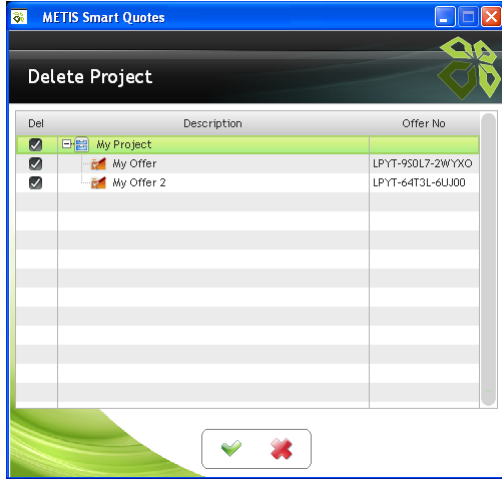 METIS Smart Quotes
Delete Project
Del Description Offer No
My Project
My Offer LPYT-9S0L7-2WYXO
My Offer 2 LPYT-64T3L-6UJ00